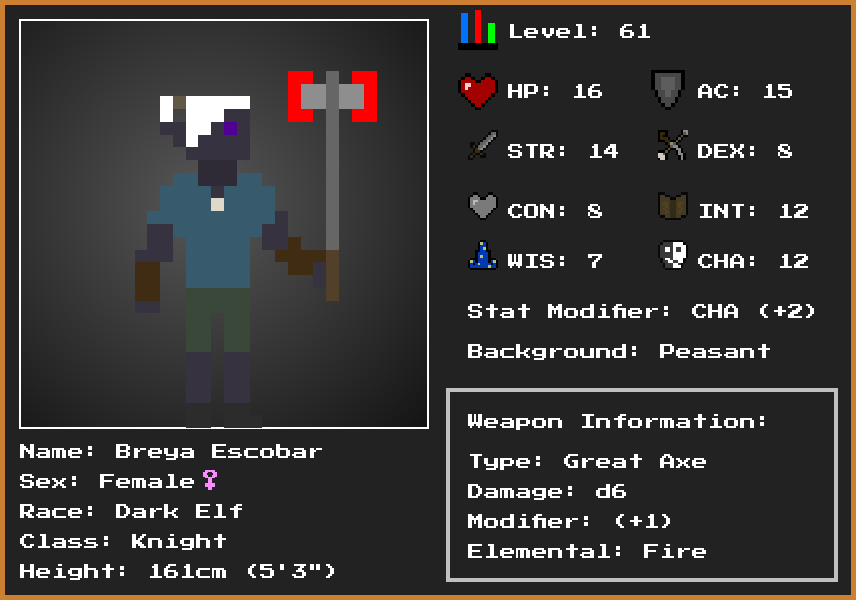 Level: 61
HP: 16 AC: 15
STR: 14 DEX: 8
CON: 8 INT: 12
WIS: 7 CHA: 12
Stat Modifier: CHA (+2)
Background: Peasant
Weapon Information:
Type: Great Axe
Damage: d6
Modifier: (+1)
Elemental: Fire
Name: Breya Escobar
Sex: Female♀
Race: Dark Elf
Class: Knight
Height: 161cm (5'3")